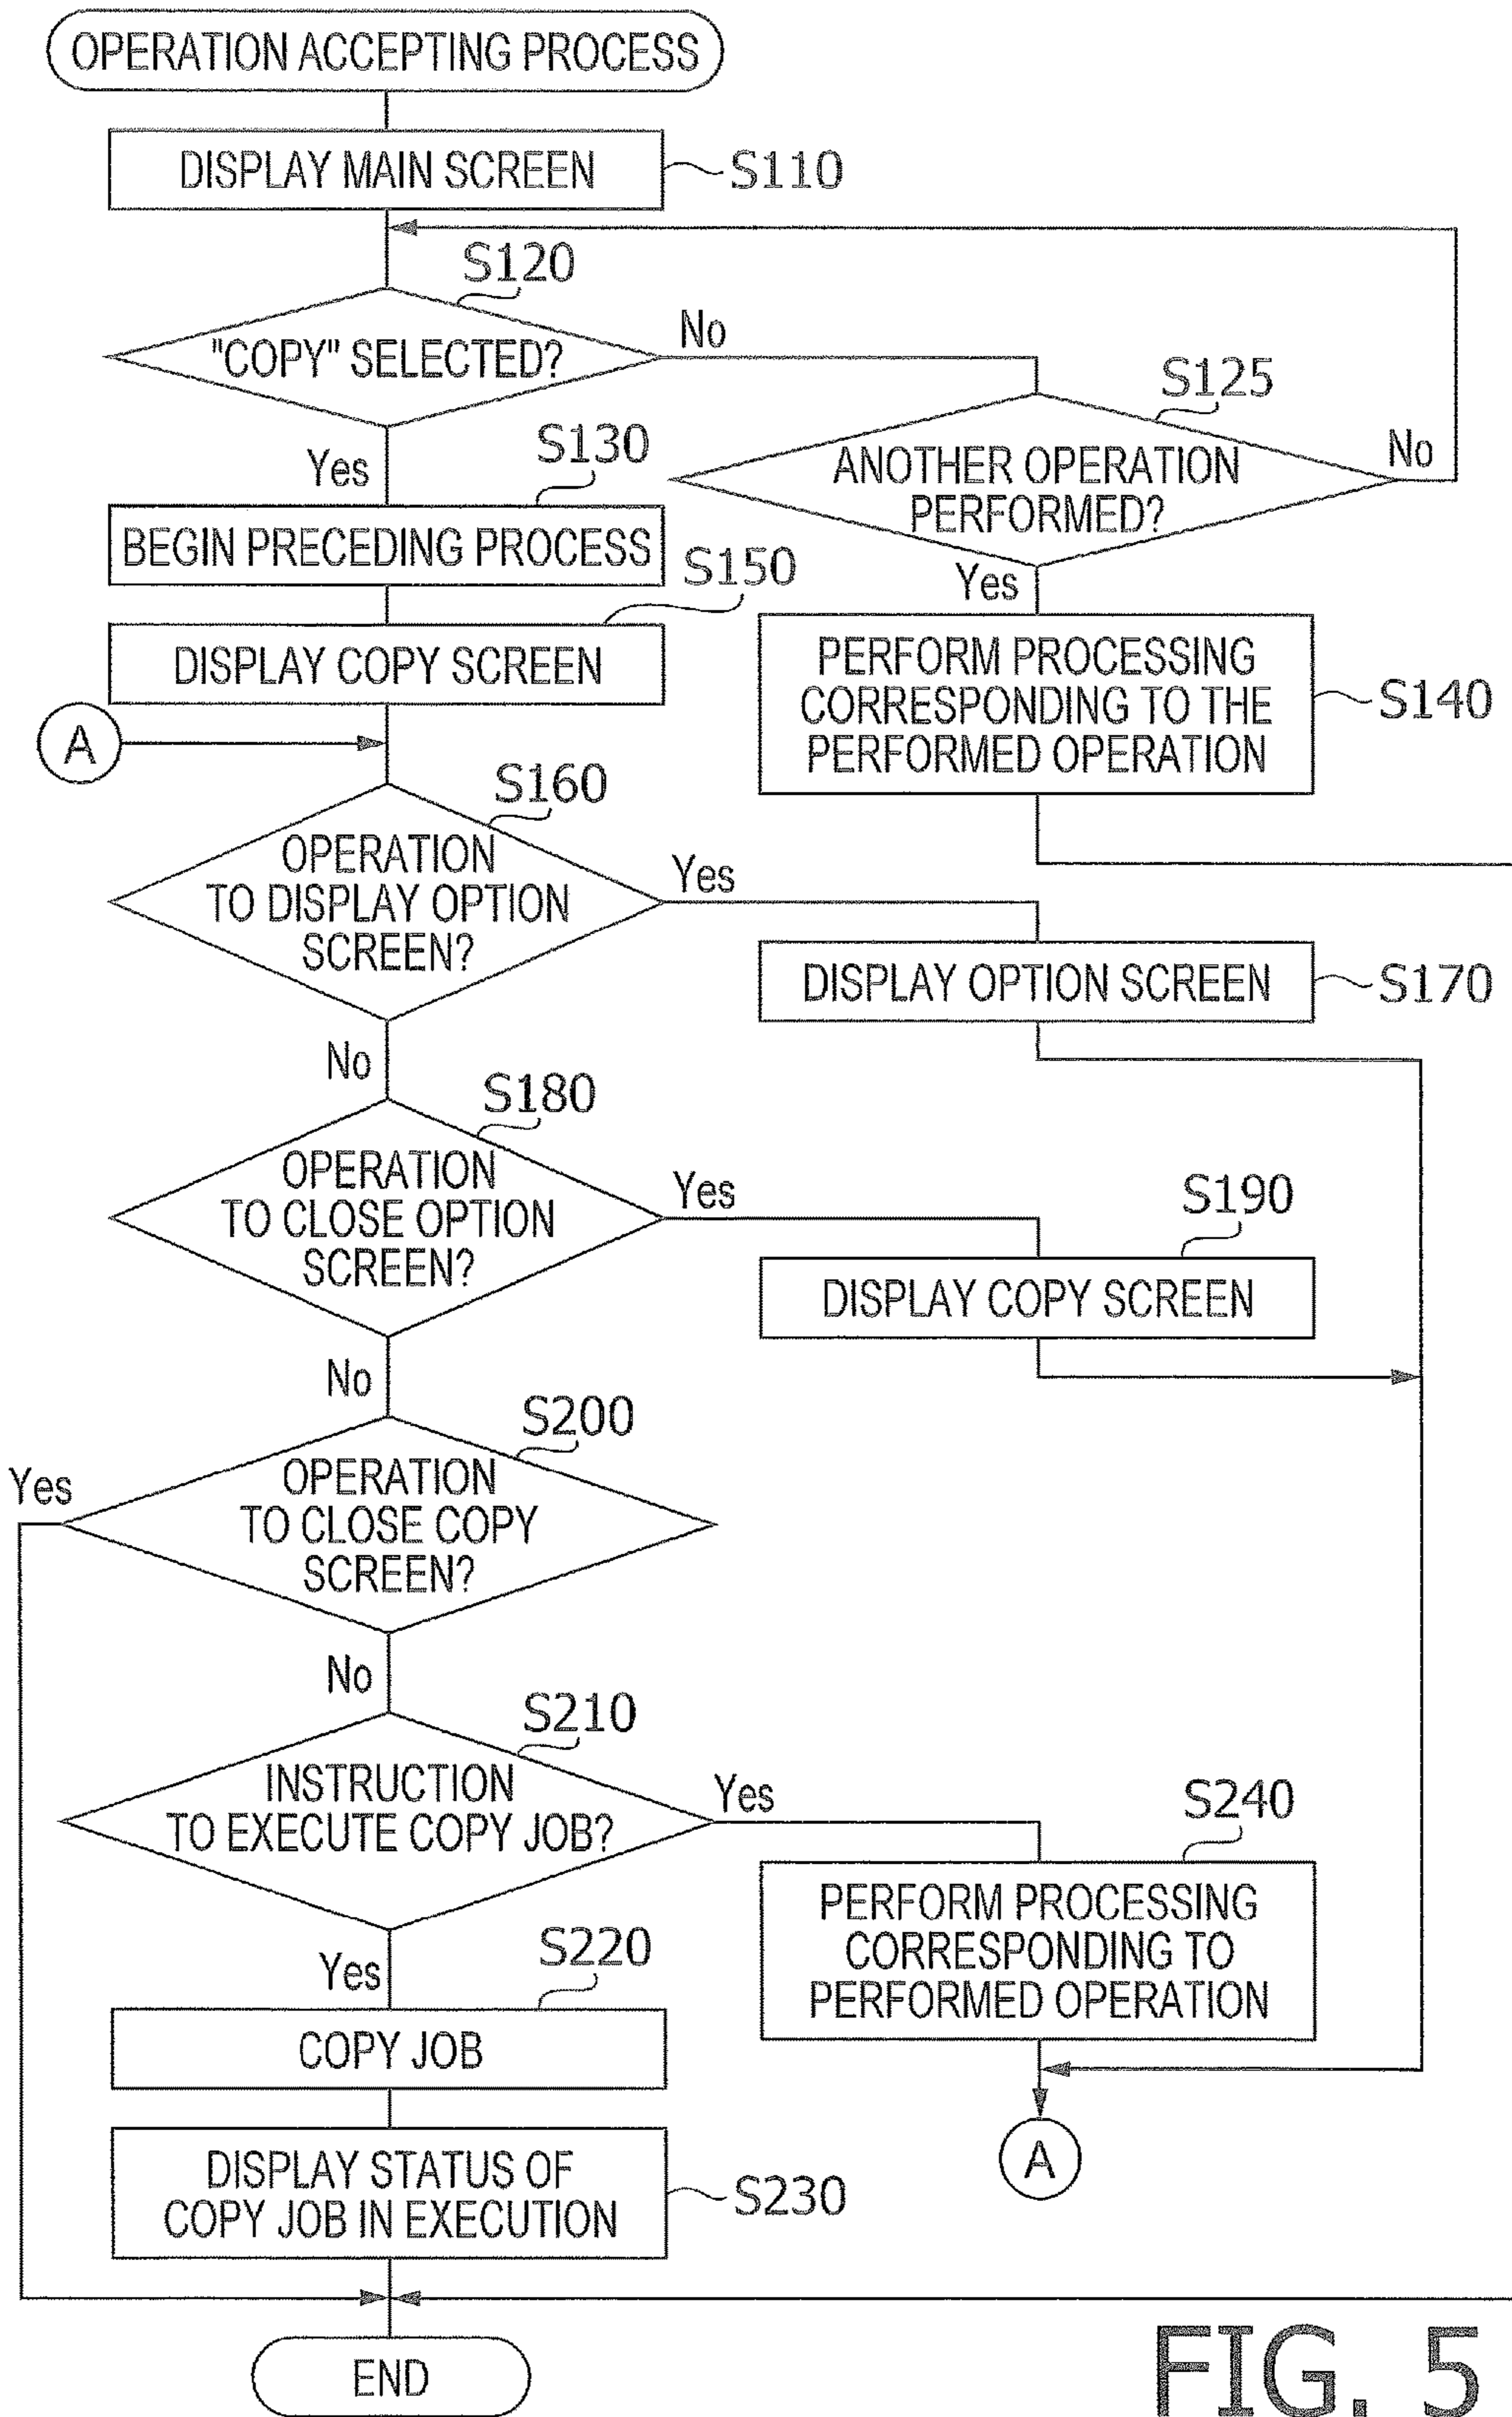 OPERATION ACCEPTING PROCESS
DISPLAY MAIN SCREEN
S110
S120
"COPY" SELECTED?
No
Yes
S125
ANOTHER OPERATION
PERFORMED?
No
Yes
S130
BEGIN PRECEDING PROCESS
S150
DISPLAY COPY SCREEN
PERFORM PROCESSING
CORRESPONDING TO THE
PERFORMED OPERATION
S140
A
S160
OPERATION
TO DISPLAY OPTION
SCREEN?
Yes
No
DISPLAY OPTION SCREEN
S170
S180
OPERATION
TO CLOSE OPTION
SCREEN?
Yes
No
S190
DISPLAY COPY SCREEN
S200
OPERATION
TO CLOSE COPY
SCREEN?
Yes
No
S210
INSTRUCTION
TO EXECUTE COPY JOB?
Yes
Yes
S240
PERFORM PROCESSING
CORRESPONDING TO
PERFORMED OPERATION
S220
COPY JOB
A
DISPLAY STATUS OF
COPY JOB IN EXECUTION
S230
END
FIG. 5